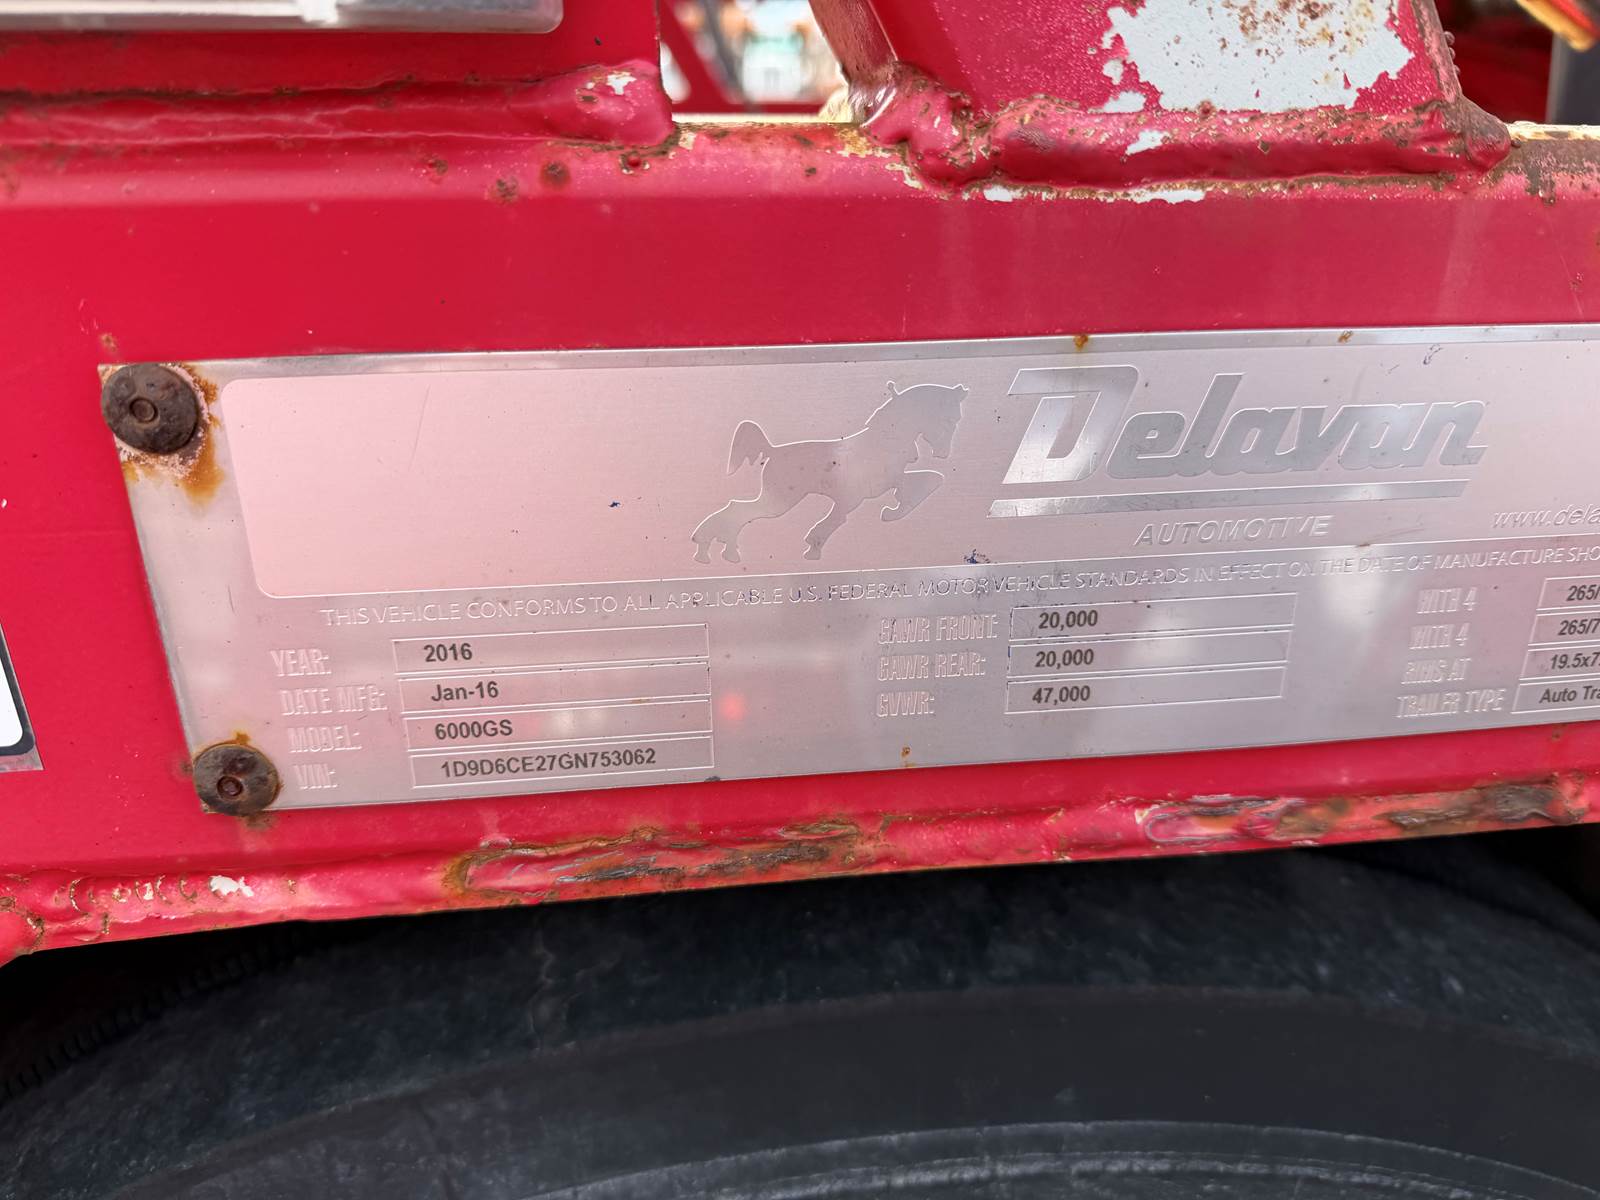 Delavan
AUTOMOTIVE
www.dela
THIS VEHICLE CONFORMS TO ALL APPLICABLE U.S. FEDERAL MOTOR VEHICLE STANDARDS IN EFFECT ON THE DATE OF MANUFACTURE SHO
YEAR: 2016
DATE MFG: Jan-16
MODEL: 6000GS
VIN: 1D9D6CE27GN753062
GAWR FRONT: 20,000
GAWR REAR: 20,000
GVWR: 47,000
WITH 4 265/
WITH 4 265/7
RIMS AT 19.5x7.
TRAILER TYPE Auto Tra